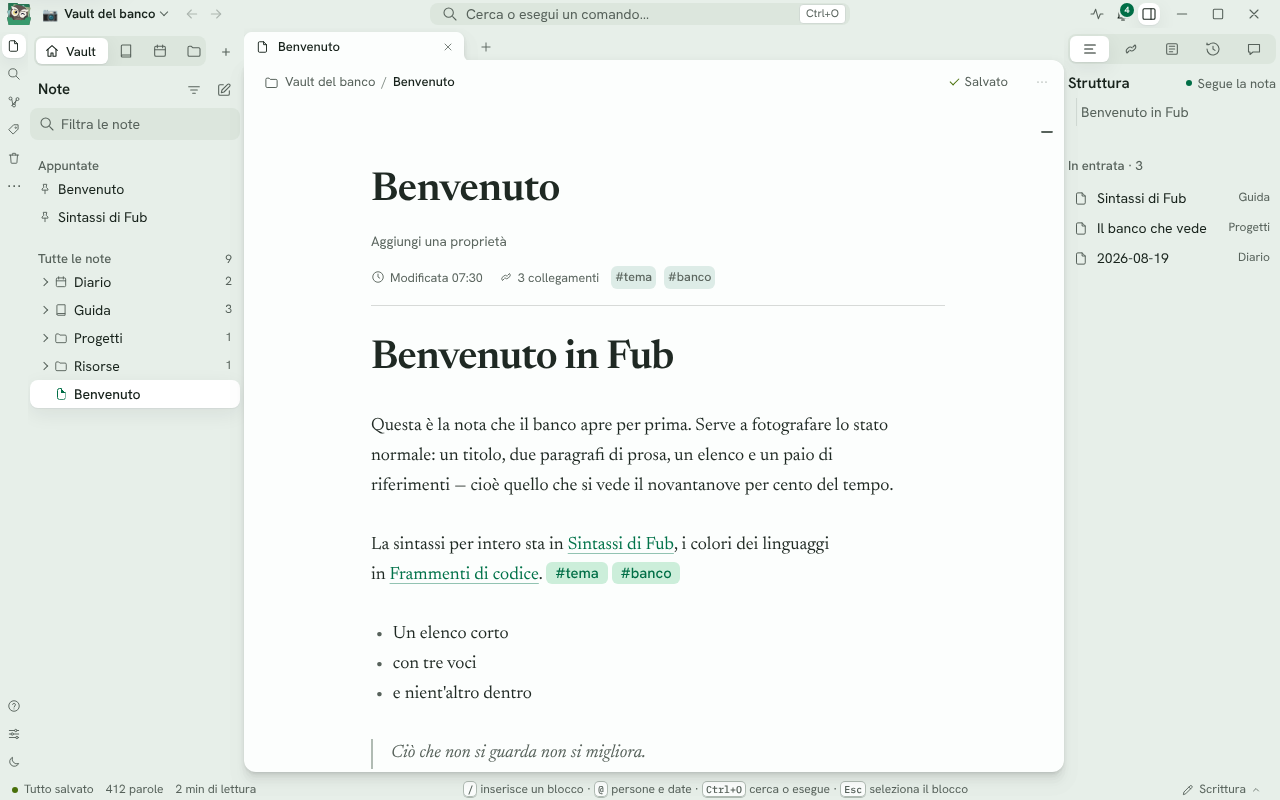 Vault del banco
Cerca o esegui un comando…
Ctrl+O
4
Vault
Note
Filtra le note
Appuntate
Benvenuto
Sintassi di Fub
Tutte le note 9
Diario 2
Guida 3
Progetti 1
Risorse 1
Benvenuto
Benvenuto
Vault del banco / Benvenuto
Salvato
Benvenuto
Aggiungi una proprietà
Modificata 07:30 3 collegamenti #tema #banco
Benvenuto in Fub
Questa è la nota che il banco apre per prima. Serve a fotografare lo stato
normale: un titolo, due paragrafi di prosa, un elenco e un paio di
riferimenti — cioè quello che si vede il novantanove per cento del tempo.
La sintassi per intero sta in Sintassi di Fub, i colori dei linguaggi
in Frammenti di codice. #tema #banco
• Un elenco corto
• con tre voci
• e nient'altro dentro
Ciò che non si guarda non si migliora.
Struttura
Segue la nota
Benvenuto in Fub
In entrata · 3
Sintassi di Fub Guida
Il banco che vede Progetti
2026-08-19 Diario
Tutto salvato 412 parole 2 min di lettura
/ inserisce un blocco · @ persone e date · Ctrl+O cerca o esegue · Esc seleziona il blocco
Scrittura